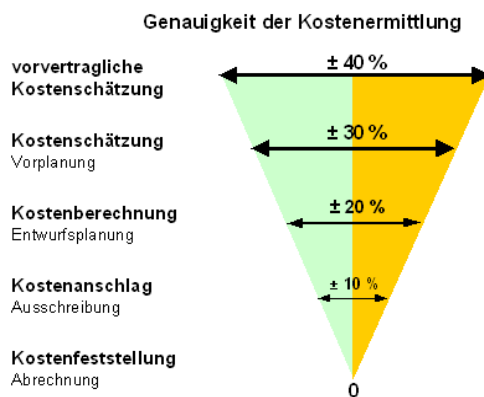 Genauigkeit der Kostenermittlung
vorvertragliche
Kostenschätzung
± 40 %
Kostenschätzung
Vorplanung
± 30 %
Kostenberechnung
Entwurfsplanung
± 20 %
Kostenanschlag
Ausschreibung
± 10 %
Kostenfeststellung
Abrechnung
0